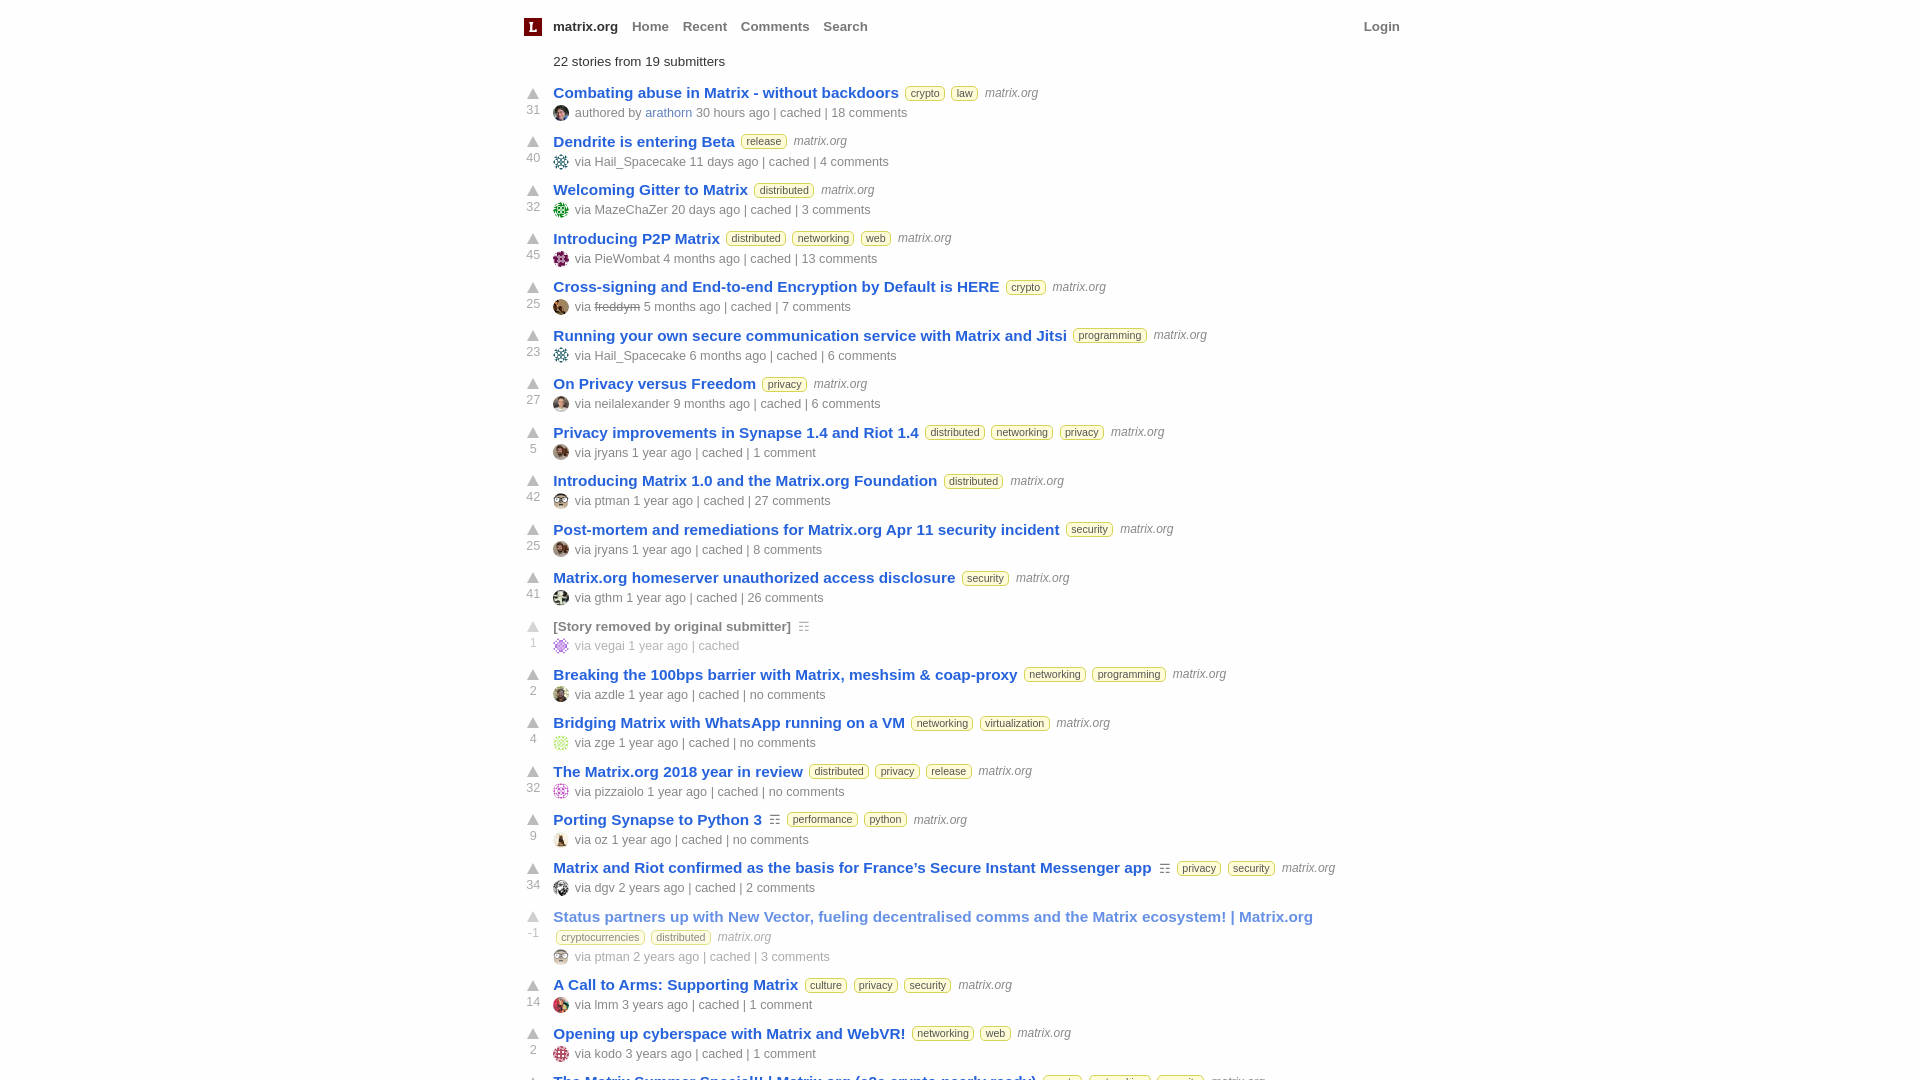 L matrix.org Home Recent Comments Search Login
22 stories from 19 submitters
Combating abuse in Matrix - without backdoors crypto law matrix.org
31
authored by arathorn 30 hours ago | cached | 18 comments
Dendrite is entering Beta release matrix.org
40
via Hail_Spacecake 11 days ago | cached | 4 comments
Welcoming Gitter to Matrix distributed matrix.org
32
via MazeChaZer 20 days ago | cached | 3 comments
Introducing P2P Matrix distributed networking web matrix.org
45
via PieWombat 4 months ago | cached | 13 comments
Cross-signing and End-to-end Encryption by Default is HERE crypto matrix.org
25
via freddym 5 months ago | cached | 7 comments
Running your own secure communication service with Matrix and Jitsi programming matrix.org
23
via Hail_Spacecake 6 months ago | cached | 6 comments
On Privacy versus Freedom privacy matrix.org
27
via neilalexander 9 months ago | cached | 6 comments
Privacy improvements in Synapse 1.4 and Riot 1.4 distributed networking privacy matrix.org
5
via jryans 1 year ago | cached | 1 comment
Introducing Matrix 1.0 and the Matrix.org Foundation distributed matrix.org
42
via ptman 1 year ago | cached | 27 comments
Post-mortem and remediations for Matrix.org Apr 11 security incident security matrix.org
25
via jryans 1 year ago | cached | 8 comments
Matrix.org homeserver unauthorized access disclosure security matrix.org
41
via gthm 1 year ago | cached | 26 comments
[Story removed by original submitter] ☶
1
via vegai 1 year ago | cached
Breaking the 100bps barrier with Matrix, meshsim & coap-proxy networking programming matrix.org
2
via azdle 1 year ago | cached | no comments
Bridging Matrix with WhatsApp running on a VM networking virtualization matrix.org
4
via zge 1 year ago | cached | no comments
The Matrix.org 2018 year in review distributed privacy release matrix.org
32
via pizzaiolo 1 year ago | cached | no comments
Porting Synapse to Python 3 ☶ performance python matrix.org
9
via oz 1 year ago | cached | no comments
Matrix and Riot confirmed as the basis for France’s Secure Instant Messenger app ☶ privacy security matrix.org
34
via dgv 2 years ago | cached | 2 comments
Status partners up with New Vector, fueling decentralised comms and the Matrix ecosystem! | Matrix.org
-1
cryptocurrencies distributed matrix.org
via ptman 2 years ago | cached | 3 comments
A Call to Arms: Supporting Matrix culture privacy security matrix.org
14
via lmm 3 years ago | cached | 1 comment
Opening up cyberspace with Matrix and WebVR! networking web matrix.org
2
via kodo 3 years ago | cached | 1 comment
The Matrix Summer Special!! | Matrix.org (e2e crypto nearly ready)